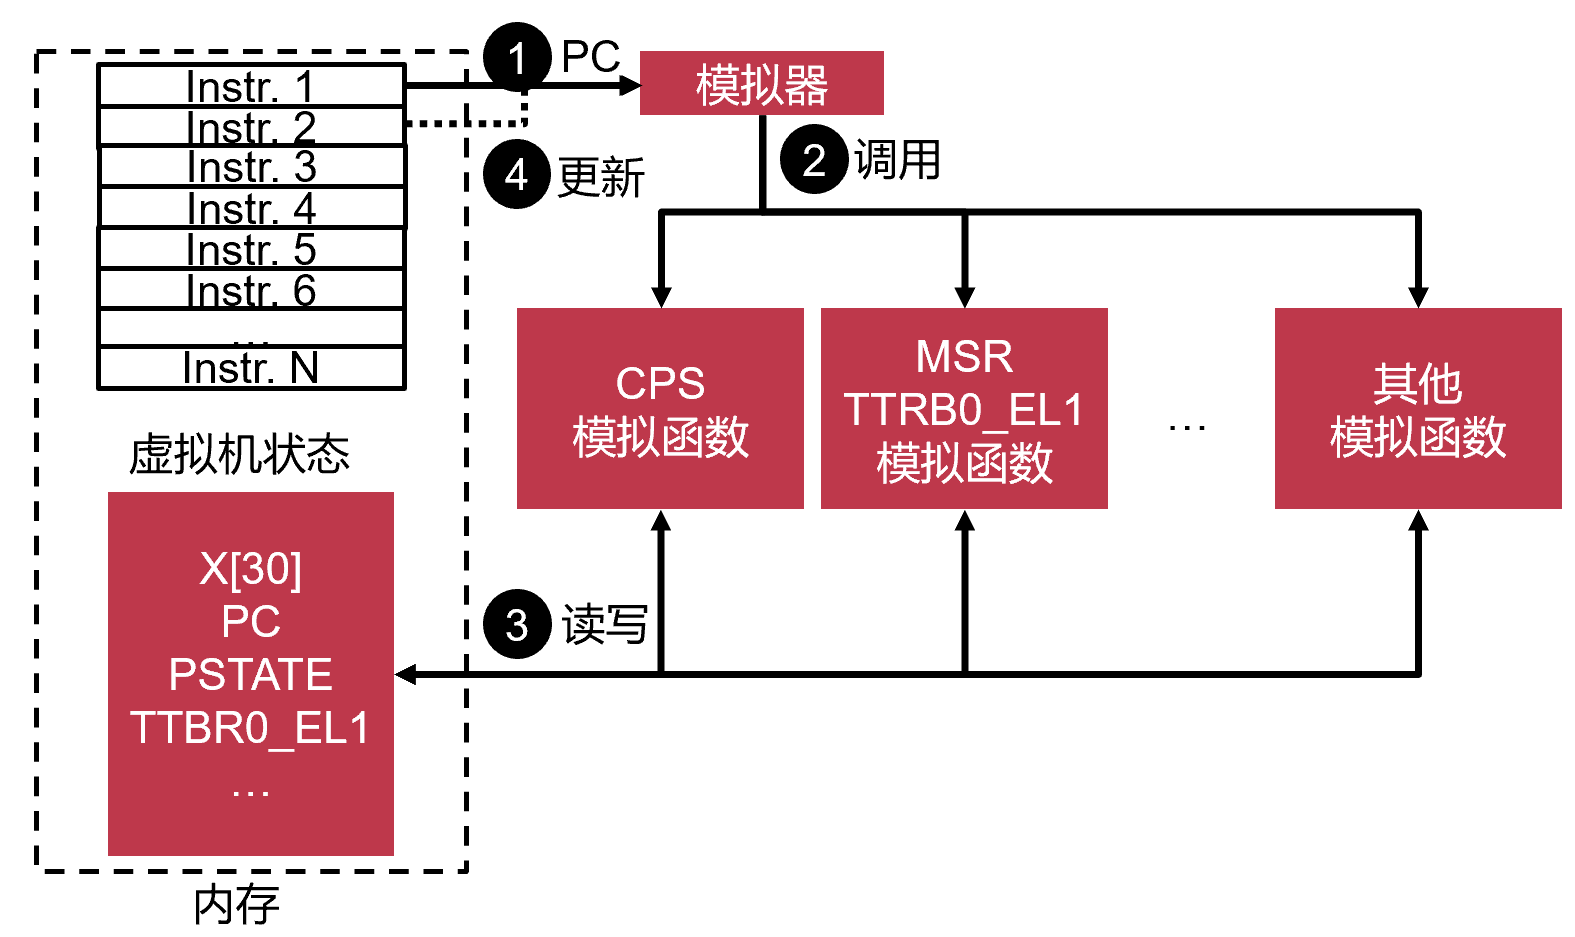 Instr. 1
Instr. 2
Instr. 3
Instr. 4
Instr. 5
Instr. 6
...
Instr. N
虚拟机状态
X[30]
PC
PSTATE
TTBR0_EL1
...
内存
1 PC
模拟器
2 调用
4 更新
CPS
模拟函数
MSR
TTRB0_EL1
模拟函数
...
其他
模拟函数
3 读写